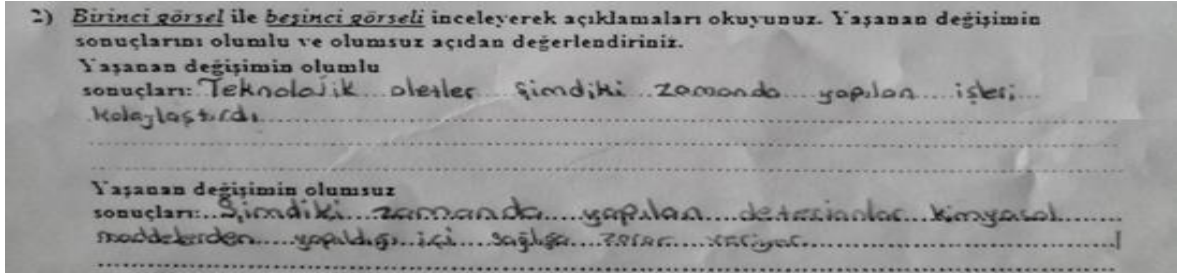 2) Birinci görsel ile beşinci görseli inceleyerek açıklamaları okuyunuz. Yaşanan değişimin
sonuçlarını olumlu ve olumsuz açıdan değerlendiriniz.
Yaşanan değişimin olumlu
sonuçları: Teknolojik aletler şimdiki zamanda yapılan işleri
kolaylaştırdı
Yaşanan değişimin olumsuz
sonuçları: Şimdiki zamanda yapılan deterjanlar kimyasal
maddelerden yapıldığı içi sağlığa zarar veriyor.